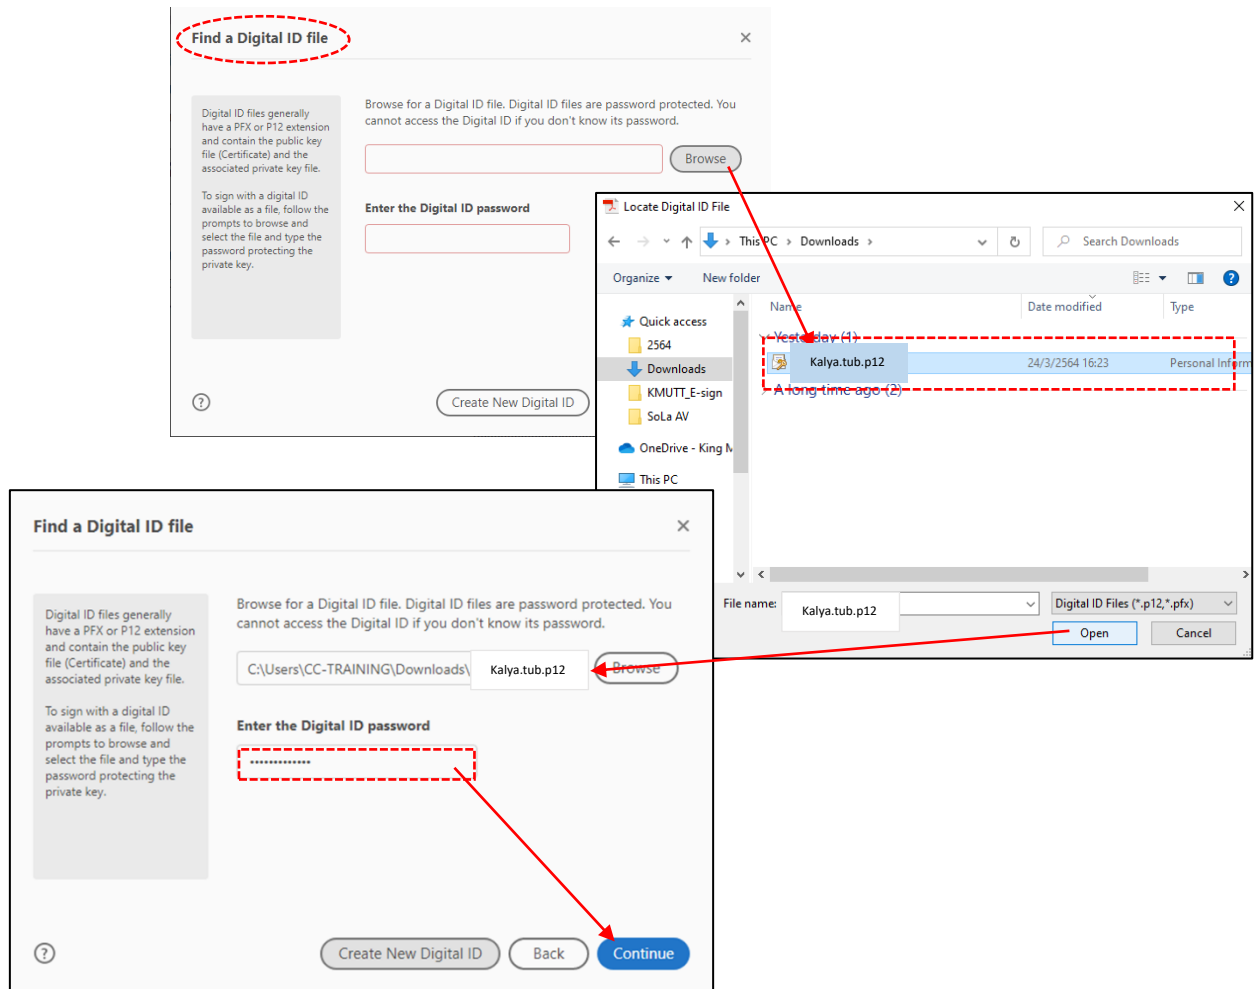 Find a Digital ID file
Digital ID files generally
have a PFX or P12 extension
and contain the public key
file (Certificate) and the
associated private key file.
To sign with a digital ID
available as a file, follow the
prompts to browse and
select the file and type the
password protecting the
private key.
Browse for a Digital ID file. Digital ID files are password protected. You
cannot access the Digital ID if you don't know its password.
Browse
Enter the Digital ID password
Create New Digital ID
Locate Digital ID File
This PC > Downloads >
Search Downloads
Organize
New folder
Quick access
2564
Downloads
KMUTT_E-sign
SoLa AV
OneDrive - King M
This PC
Name
Date modified
Type
Yesterday (1)
Kalya.tub.p12
24/3/2564 16:23
Personal Inform
A long time ago (2)
File name:
Kalya.tub.p12
Digital ID Files (*.p12,*.pfx)
Open
Cancel
Find a Digital ID file
Digital ID files generally
have a PFX or P12 extension
and contain the public key
file (Certificate) and the
associated private key file.
To sign with a digital ID
available as a file, follow the
prompts to browse and
select the file and type the
password protecting the
private key.
Browse for a Digital ID file. Digital ID files are password protected. You
cannot access the Digital ID if you don't know its password.
C:\Users\CC-TRAINING\Downloads\
Kalya.tub.p12
Browse
Enter the Digital ID password
•••••••••••••
Create New Digital ID
Back
Continue